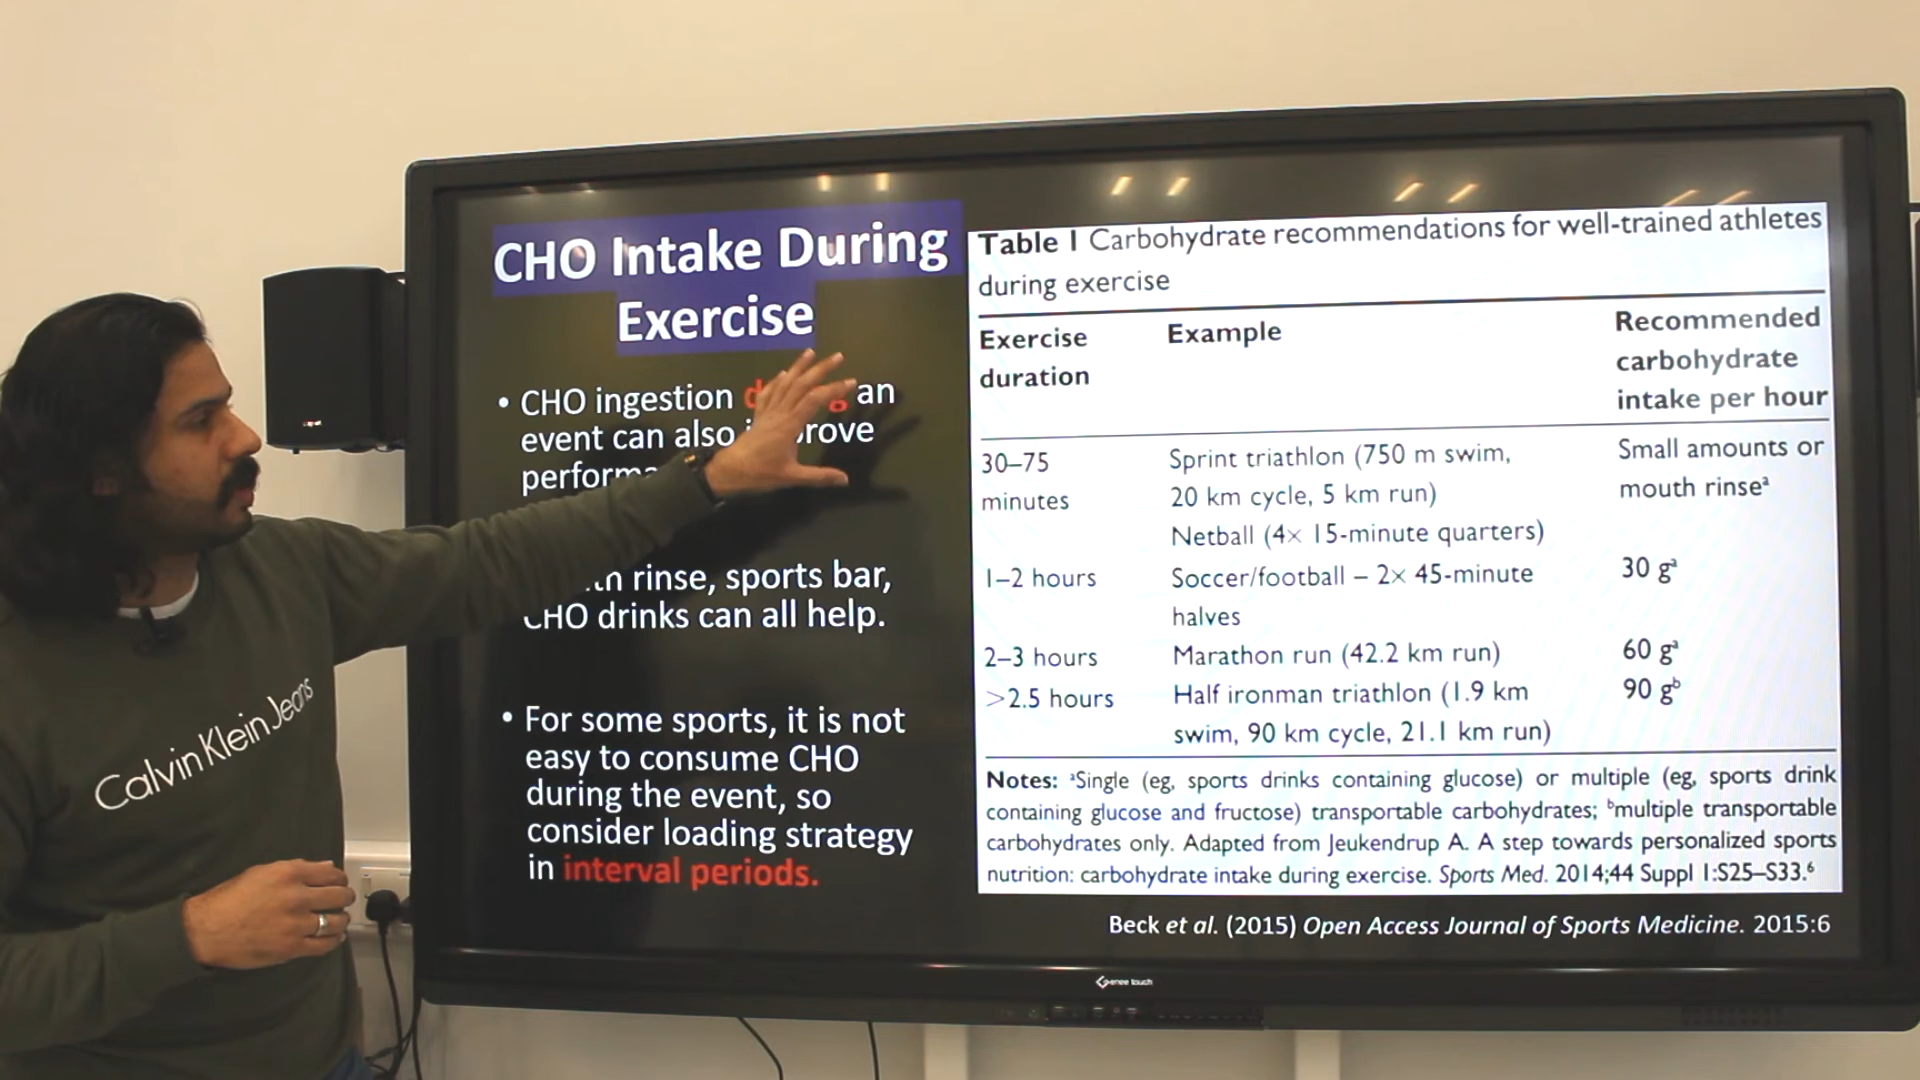 CHO Intake During
Exercise
• CHO ingestion an
event can also
rinse, sports bar,
CHO drinks can all help.
• For some sports, it is not
easy to consume CHO
during the event, so
consider loading strategy
in interval periods.
Table 1 Carbohydrate recommendations for well-trained athletes
during exercise
Exercise
duration
Example
Recommended
carbohydrate
intake per hour
30–75
minutes
Sprint triathlon (750 m swim,
20 km cycle, 5 km run)
Netball (4× 15-minute quarters)
Small amounts or
mouth rinseᵃ
1–2 hours
Soccer/football – 2× 45-minute
halves
30 gᵃ
2–3 hours
Marathon run (42.2 km run)
60 gᵃ
>2.5 hours
Half ironman triathlon (1.9 km
swim, 90 km cycle, 21.1 km run)
90 gᵇ
Notes: ᵃSingle (eg, sports drinks containing glucose) or multiple (eg, sports drink
containing glucose and fructose) transportable carbohydrates; ᵇmultiple transportable
carbohydrates only. Adapted from Jeukendrup A. A step towards personalized sports
nutrition: carbohydrate intake during exercise. Sports Med. 2014;44 Suppl 1:S25–S33.⁶
Beck et al. (2015) Open Access Journal of Sports Medicine. 2015:6
Calvin Klein Jeans